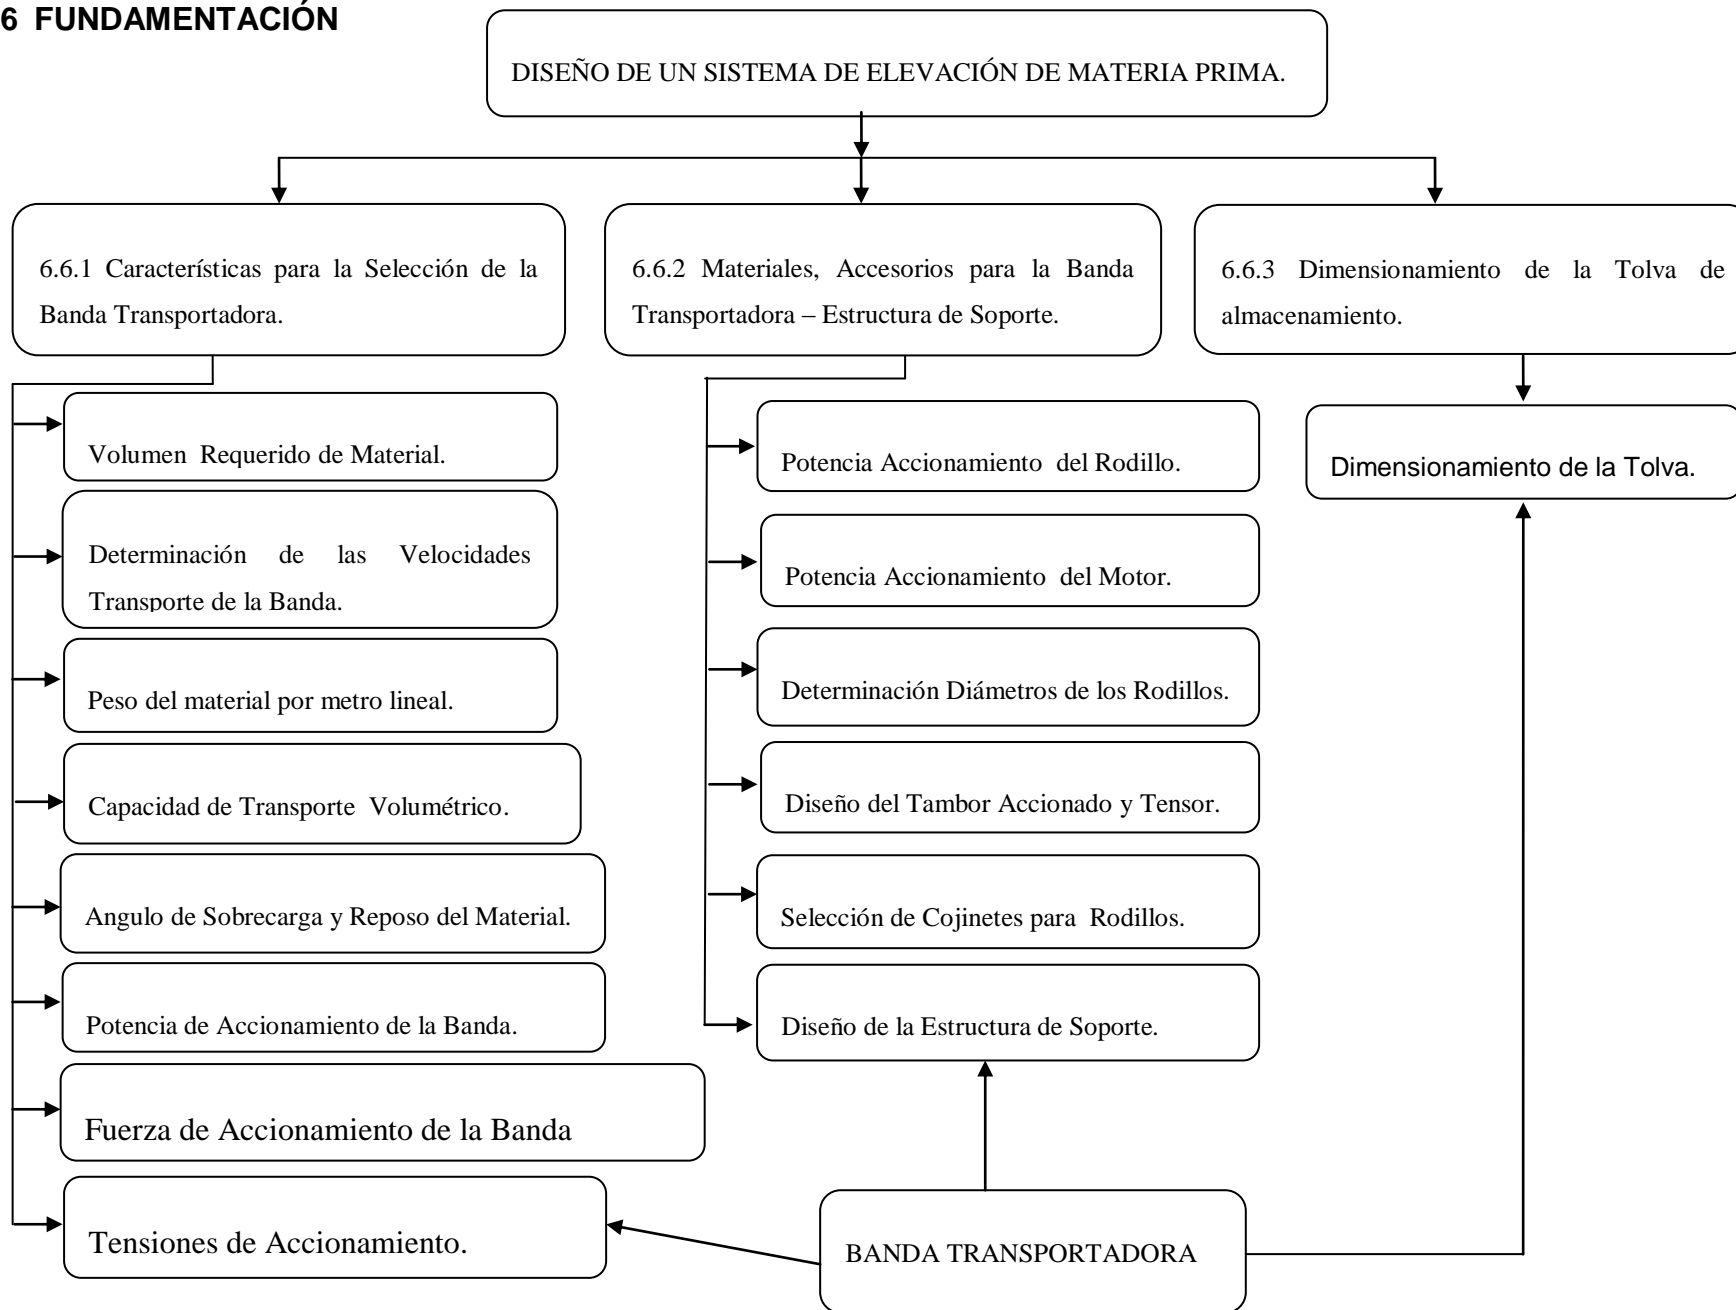 6 FUNDAMENTACIÓN
DISEÑO DE UN SISTEMA DE ELEVACIÓN DE MATERIA PRIMA.
6.6.1 Características para la Selección de la
Banda Transportadora.
6.6.2 Materiales, Accesorios para la Banda
Transportadora – Estructura de Soporte.
6.6.3 Dimensionamiento de la Tolva de
almacenamiento.
Volumen Requerido de Material.
Determinación de las Velocidades
Transporte de la Banda.
Peso del material por metro lineal.
Capacidad de Transporte Volumétrico.
Angulo de Sobrecarga y Reposo del Material.
Potencia de Accionamiento de la Banda.
Fuerza de Accionamiento de la Banda
Tensiones de Accionamiento.
Potencia Accionamiento del Rodillo.
Potencia Accionamiento del Motor.
Determinación Diámetros de los Rodillos.
Diseño del Tambor Accionado y Tensor.
Selección de Cojinetes para Rodillos.
Diseño de la Estructura de Soporte.
Dimensionamiento de la Tolva.
BANDA TRANSPORTADORA